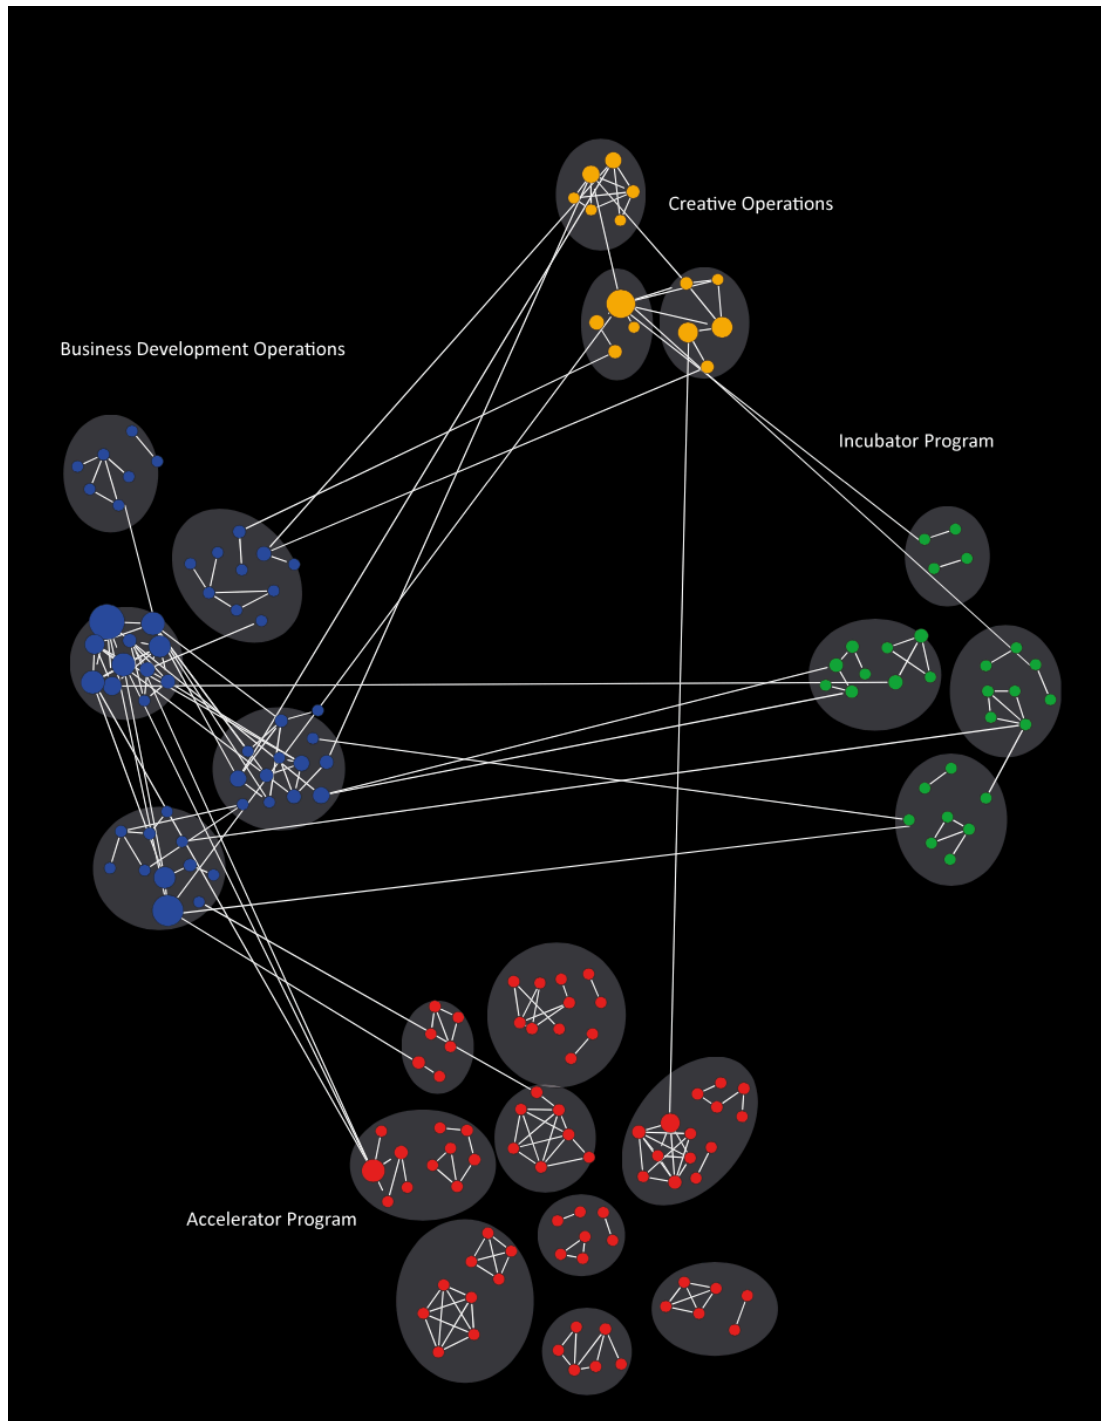 Creative Operations
Business Development Operations
Incubator Program
Accelerator Program